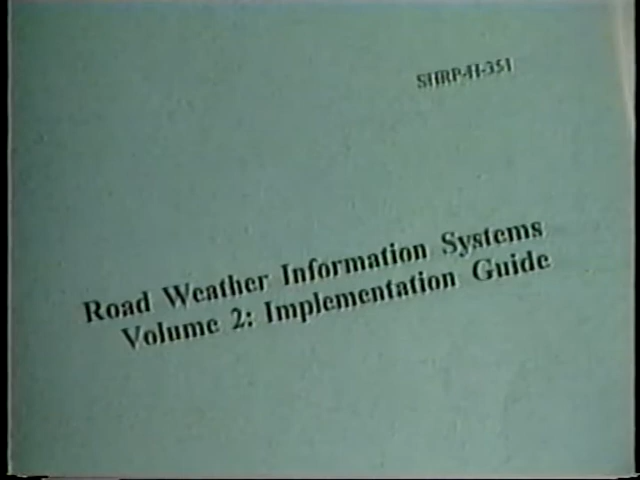 SHRP-H-351
Road Weather Information Systems
Volume 2: Implementation Guide